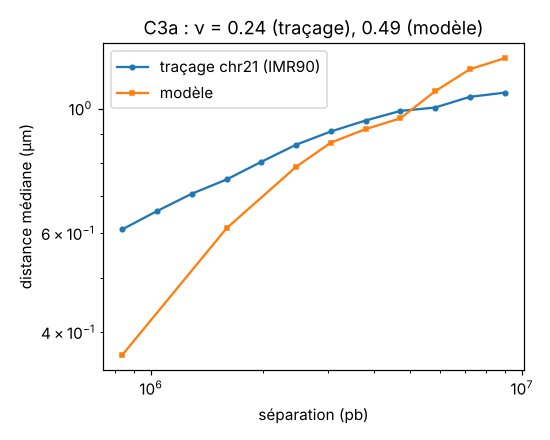 C3a : ν = 0.24 (traçage), 0.49 (modèle)
traçage chr21 (IMR90)
modèle
distance médiane (µm)
10⁰
6 × 10⁻¹
4 × 10⁻¹
10⁶
10⁷
séparation (pb)